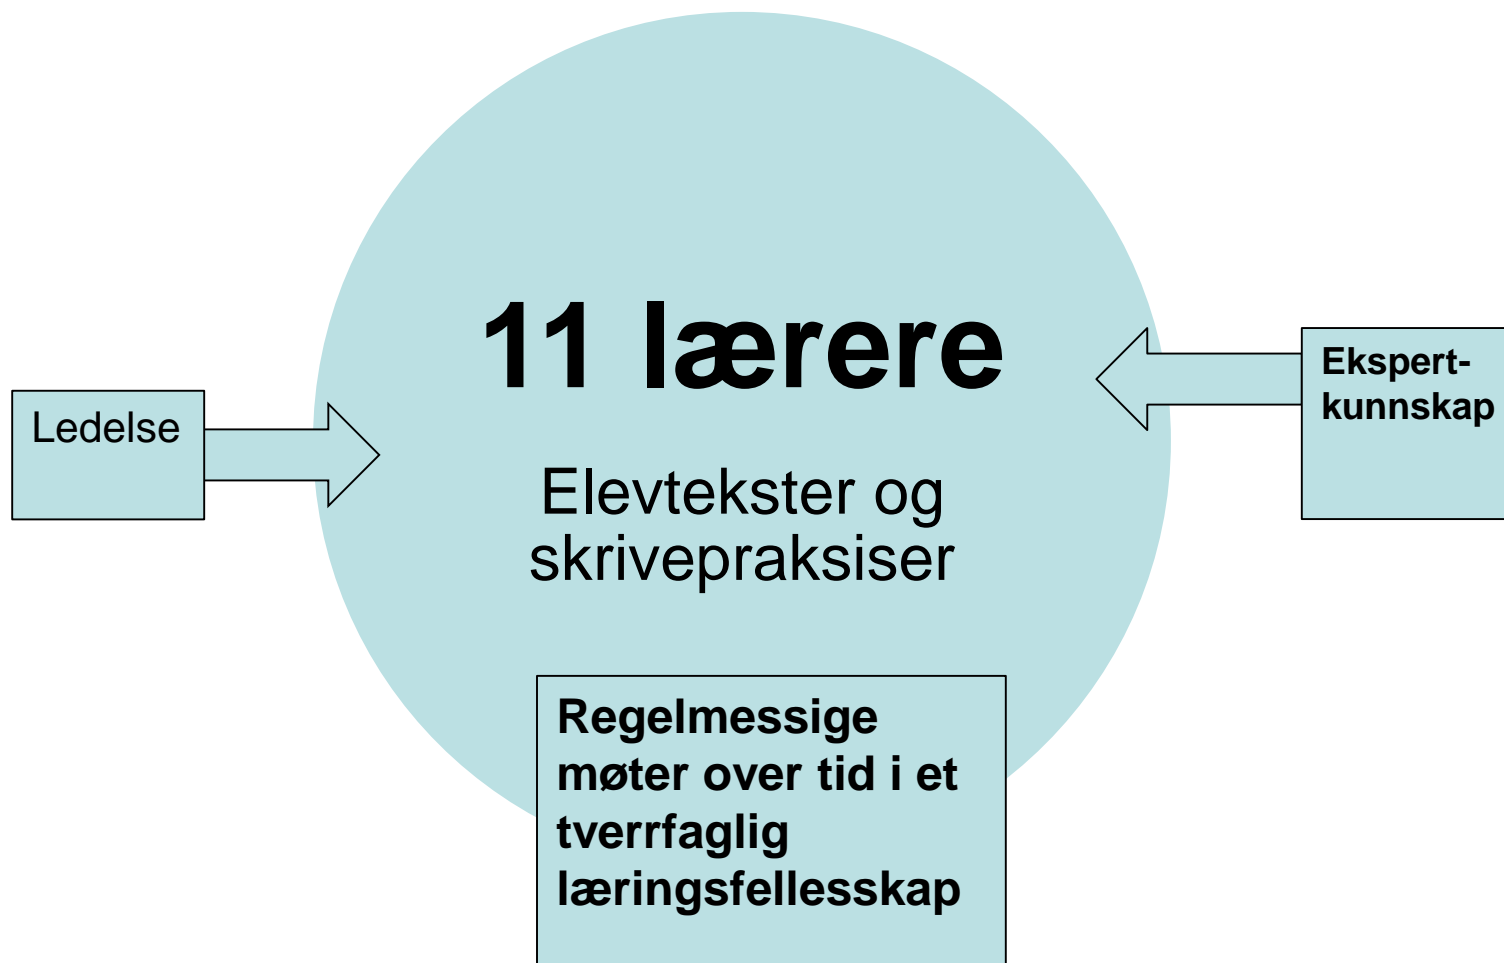 11 lærere
Elevtekster og
skrivepraksiser
Ledelse
Ekspert-
kunnskap
Regelmessige
møter over tid i et
tverrfaglig
læringsfellesskap